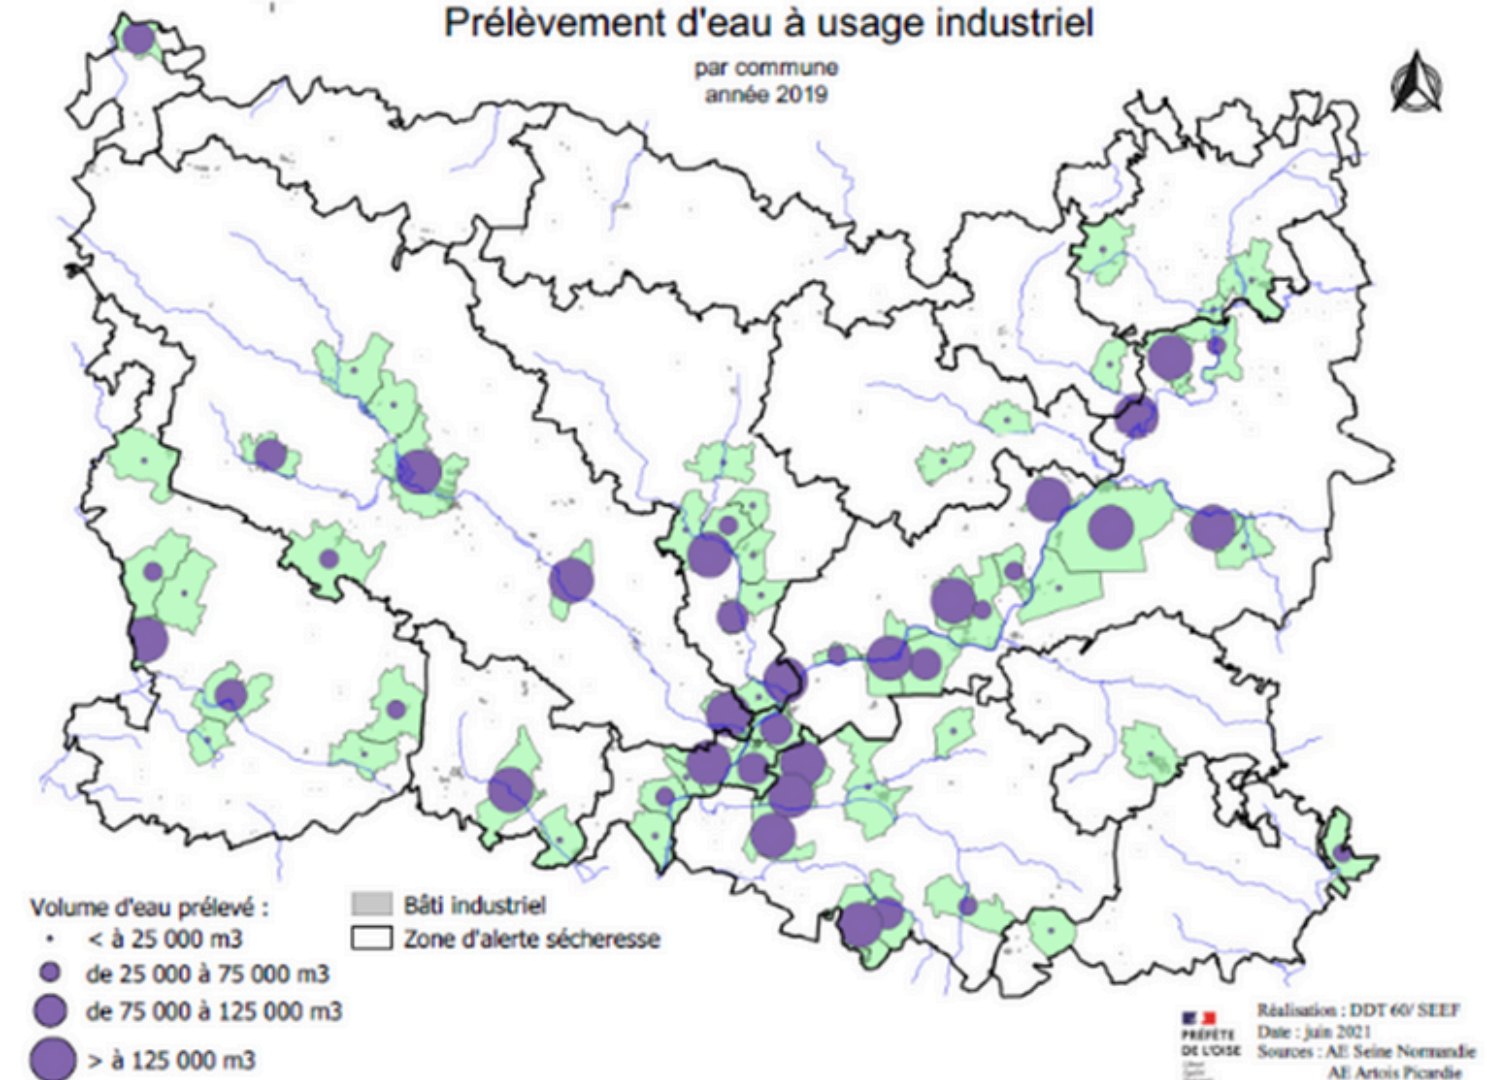 Prélèvement d'eau à usage industriel
par commune
année 2019
Volume d'eau prélevé :
< à 25 000 m3
de 25 000 à 75 000 m3
de 75 000 à 125 000 m3
> à 125 000 m3
Bâti industriel
Zone d'alerte sécheresse
PRÉFÈTE
DE L'OISE
Réalisation : DDT 60/ SEEF
Date : juin 2021
Sources : AE Seine Normandie
AE Artois Picardie